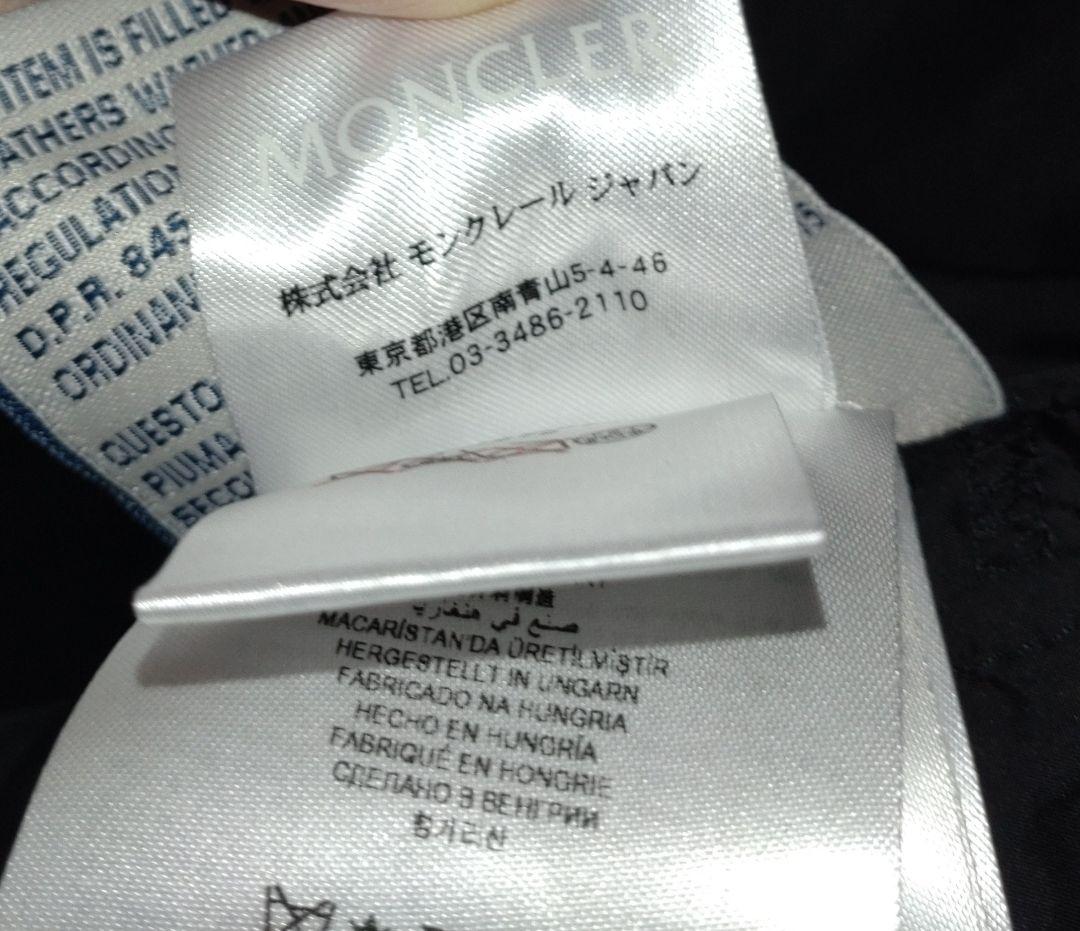 ITEM IS FILLED
ATHERS WASHED
ACCORDING
REGULATION
D.P.R. 845
ORDINAN
QUESTO
PIUMA
SECO
MONCLER
株式会社 モンクレール ジャパン
東京都港区南青山5-4-46
TEL.03-3486-2110
صنع في هنغاريا
MACARİSTAN'DA ÜRETİLMİŞTİR
HERGESTELLT IN UNGARN
FABRICADO NA HUNGRIA
HECHO EN HUNGRÍA
FABRIQUÉ EN HONGRIE
СДЕЛАНО В ВЕНГРИИ
헝가리산